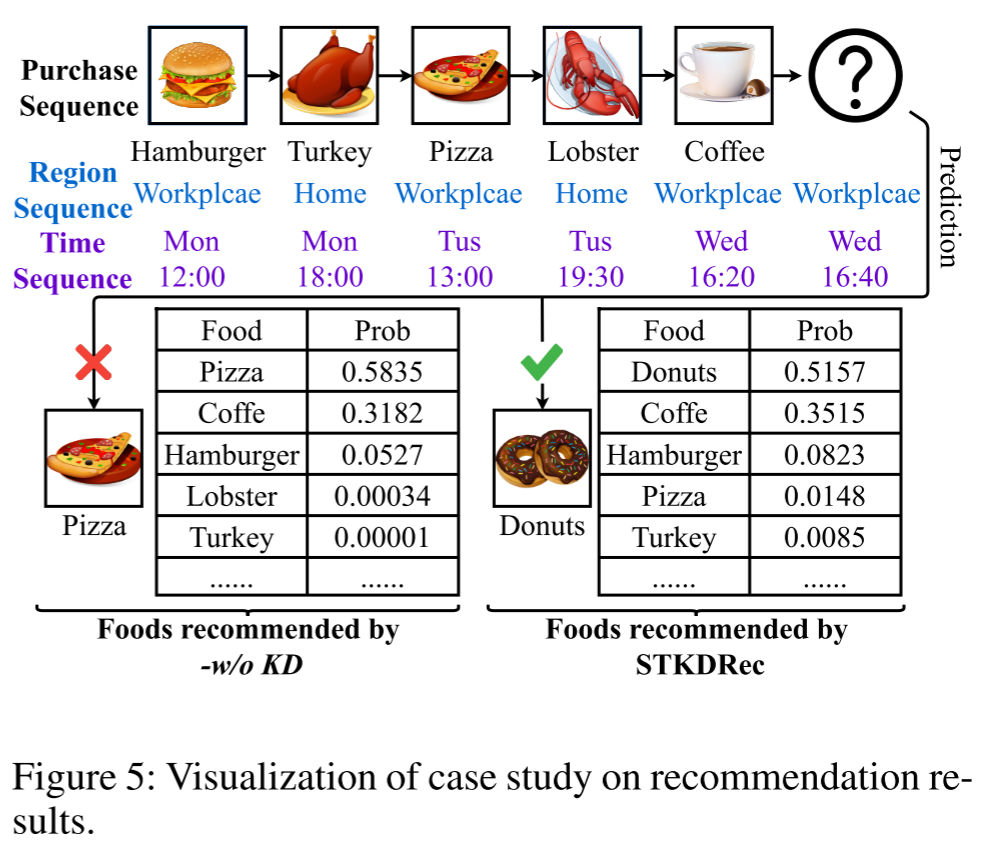 Purchase
Sequence
Hamburger Turkey Pizza Lobster Coffee
?
Prediction
Region
Sequence
Workplcae Home Workplcae Home Workplcae Workplcae
Time
Sequence
Mon Mon Tus Tus Wed Wed
12:00 18:00 13:00 19:30 16:20 16:40
Pizza
Food Prob
Pizza 0.5835
Coffe 0.3182
Hamburger 0.0527
Lobster 0.00034
Turkey 0.00001
...... ......
Foods recommended by
-w/o KD
Donuts
Food Prob
Donuts 0.5157
Coffe 0.3515
Hamburger 0.0823
Pizza 0.0148
Turkey 0.0085
...... ......
Foods recommended by
STKDRec
Figure 5: Visualization of case study on recommendation re-
sults.